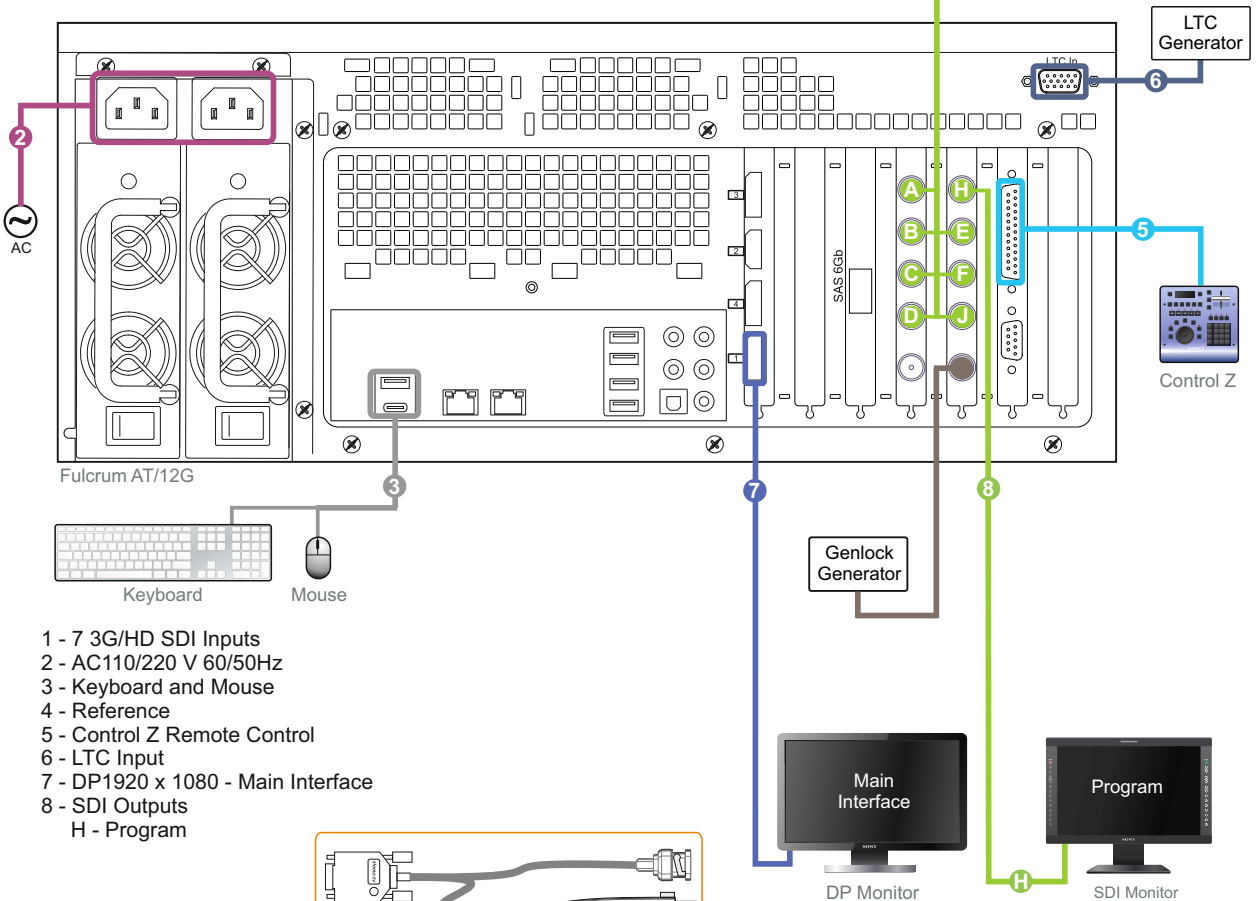 LTC
Generator
LTC In
6
2
AC
3
2
4
1
SAS 6Gb
A
H
B
E
C
F
D
J
5
Control Z
Fulcrum AT/12G
3
7
8
Keyboard
Mouse
Genlock
Generator
1 - 7 3G/HD SDI Inputs
2 - AC110/220 V 60/50Hz
3 - Keyboard and Mouse
4 - Reference
5 - Control Z Remote Control
6 - LTC Input
7 - DP1920 x 1080 - Main Interface
8 - SDI Outputs
H - Program
Main
Interface
SONY
DP Monitor
H
Program
SONY
SDI Monitor